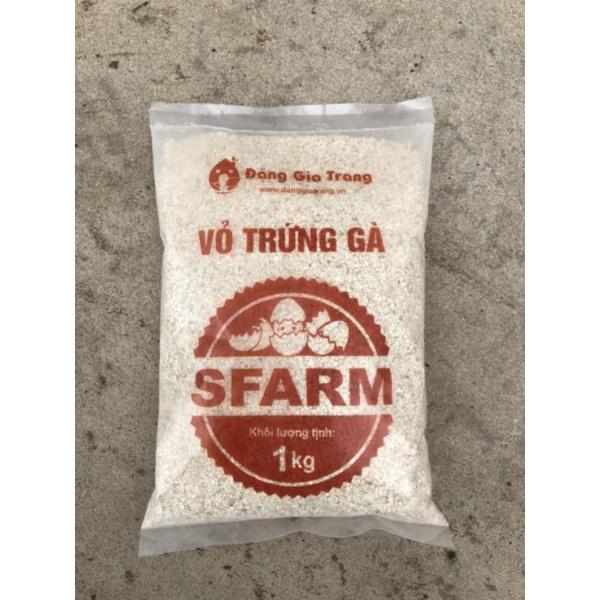 Đặng Gia Trang
www.danggiatrang.vn
VỎ TRỨNG GÀ
SFARM
Khối lượng tịnh:
1kg